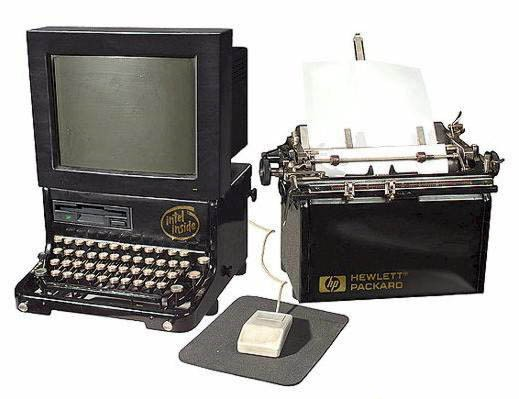 intel
inside
hp HEWLETT®
PACKARD